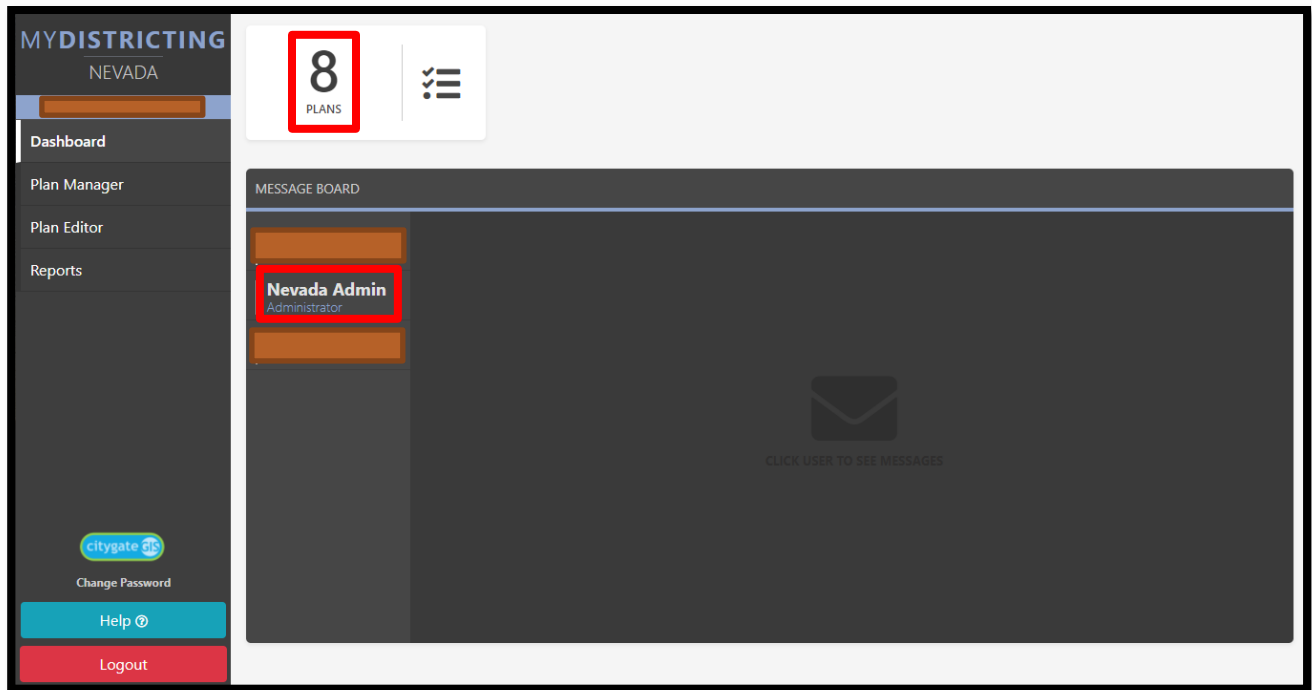 MYDISTRICTING
NEVADA
Dashboard
Plan Manager
Plan Editor
Reports
citygate GIS
Change Password
Help ?
Logout
8
PLANS
MESSAGE BOARD
Nevada Admin
Administrator
CLICK USER TO SEE MESSAGES